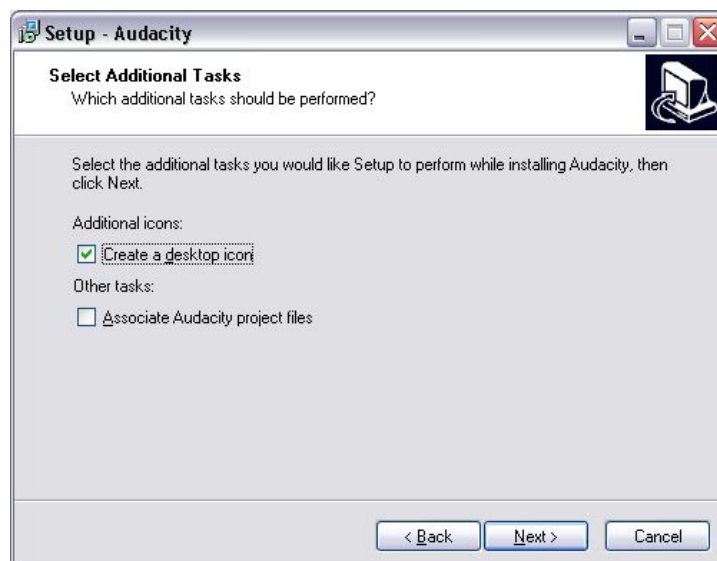 Setup - Audacity
Select Additional Tasks
Which additional tasks should be performed?
Select the additional tasks you would like Setup to perform while installing Audacity, then
click Next.
Additional icons:
Create a desktop icon
Other tasks:
Associate Audacity project files
< Back
Next >
Cancel